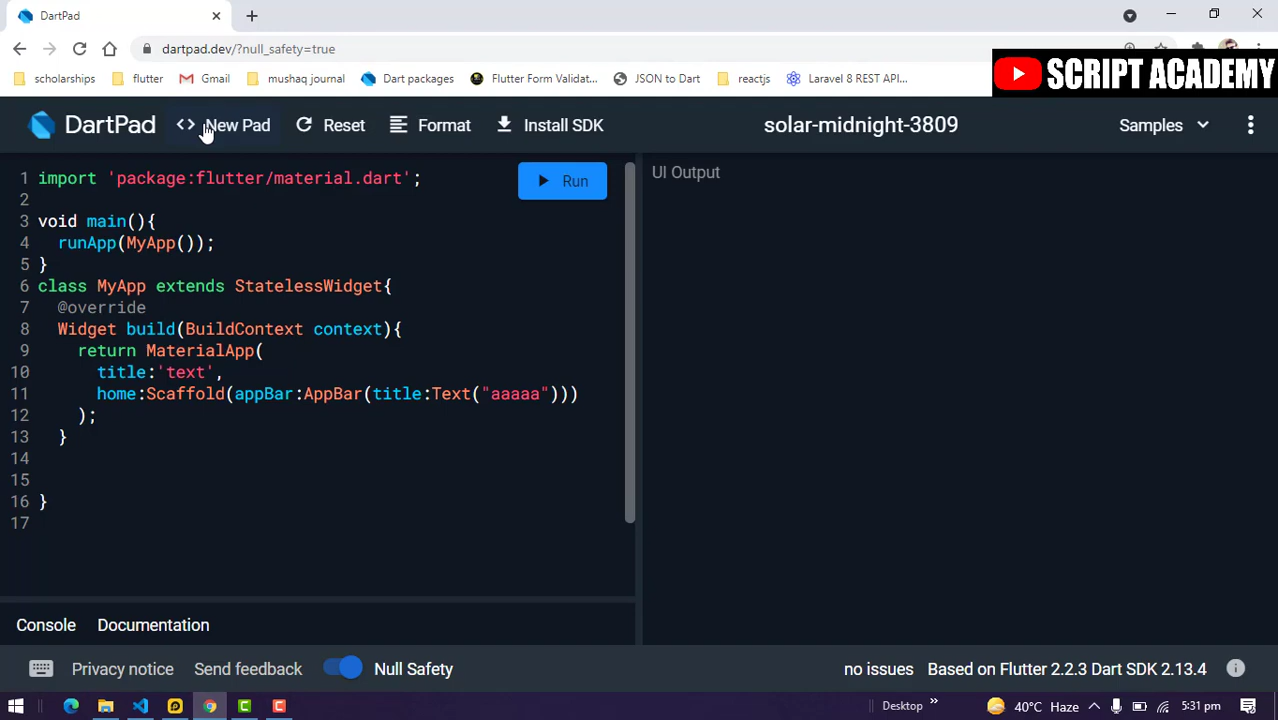 DartPad
dartpad.dev/?null_safety=true
scholarships
flutter
Gmail
mushaq journal
Dart packages
Flutter Form Validat...
JSON to Dart
reactjs
Laravel 8 REST API...
SCRIPT ACADEMY
DartPad
<> New Pad
Reset
Format
Install SDK
solar-midnight-3809
Samples
1 import 'package:flutter/material.dart';
2
3 void main(){
4 runApp(MyApp());
5 }
6 class MyApp extends StatelessWidget{
7 @override
8 Widget build(BuildContext context){
9 return MaterialApp(
10 title:'text',
11 home:Scaffold(appBar:AppBar(title:Text("aaaaa")))
12 );
13 }
14
15
16 }
17
Run
UI Output
Console
Documentation
Privacy notice
Send feedback
Null Safety
no issues
Based on Flutter 2.2.3 Dart SDK 2.13.4
Desktop
40°C Haze
5:31 pm